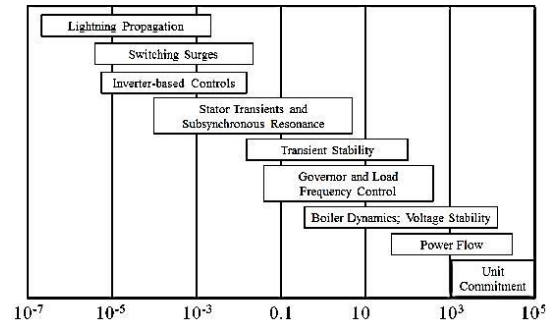 Lightning Propagation
Switching Surges
Inverter-based Controls
Stator Transients and
Subsynchronous Resonance
Transient Stability
Governor and Load
Frequency Control
Boiler Dynamics; Voltage Stability
Power Flow
Unit
Commitment
10⁻⁷ 10⁻⁵ 10⁻³ 0.1 10 10³ 10⁵